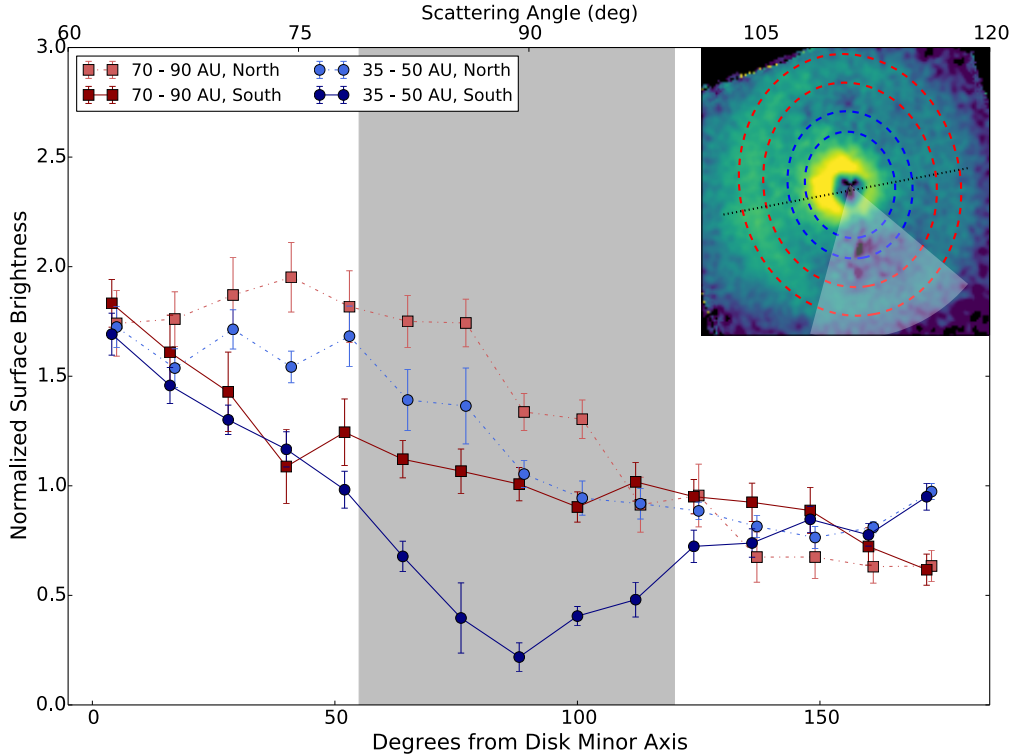 Scattering Angle (deg)
60 75 90 101 120
3.0
2.5
2.0
1.5
1.0
0.5
0.0
Normalized Surface Brightness
70 - 90 AU, North 35 - 50 AU, North
70 - 90 AU, South 35 - 50 AU, South
0 50 100 150
Degrees from Disk Minor Axis